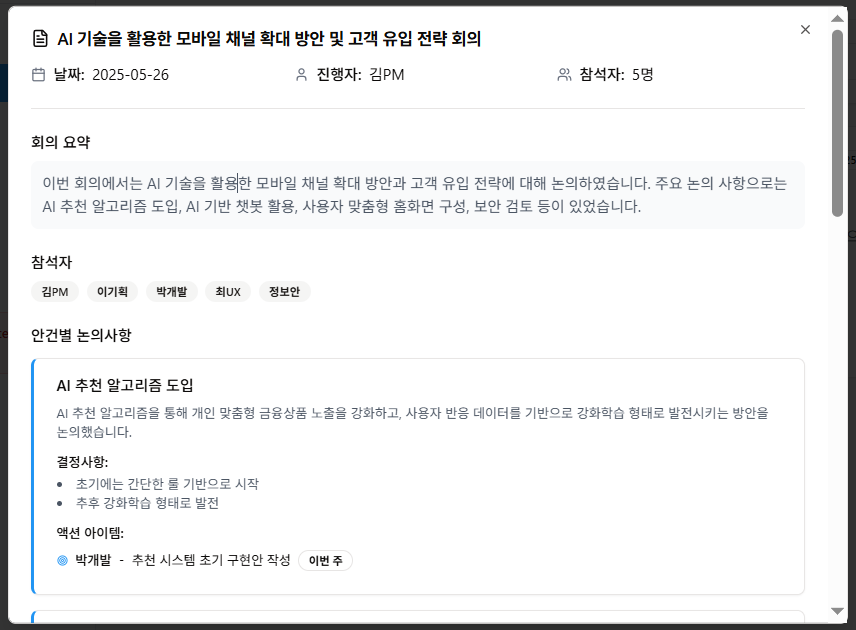 AI 기술을 활용한 모바일 채널 확대 방안 및 고객 유입 전략 회의
날짜: 2025-05-26 진행자: 김PM 참석자: 5명
회의 요약
이번 회의에서는 AI 기술을 활용한 모바일 채널 확대 방안과 고객 유입 전략에 대해 논의하였습니다. 주요 논의 사항으로는
AI 추천 알고리즘 도입, AI 기반 챗봇 활용, 사용자 맞춤형 홈화면 구성, 보안 검토 등이 있었습니다.
참석자
김PM 이기획 박개발 최UX 정보안
안건별 논의사항
AI 추천 알고리즘 도입
AI 추천 알고리즘을 통해 개인 맞춤형 금융상품 노출을 강화하고, 사용자 반응 데이터를 기반으로 강화학습 형태로 발전시키는 방안을
논의했습니다.
결정사항:
• 초기에는 간단한 룰 기반으로 시작
• 추후 강화학습 형태로 발전
액션 아이템:
박개발 - 추천 시스템 초기 구현안 작성 이번 주